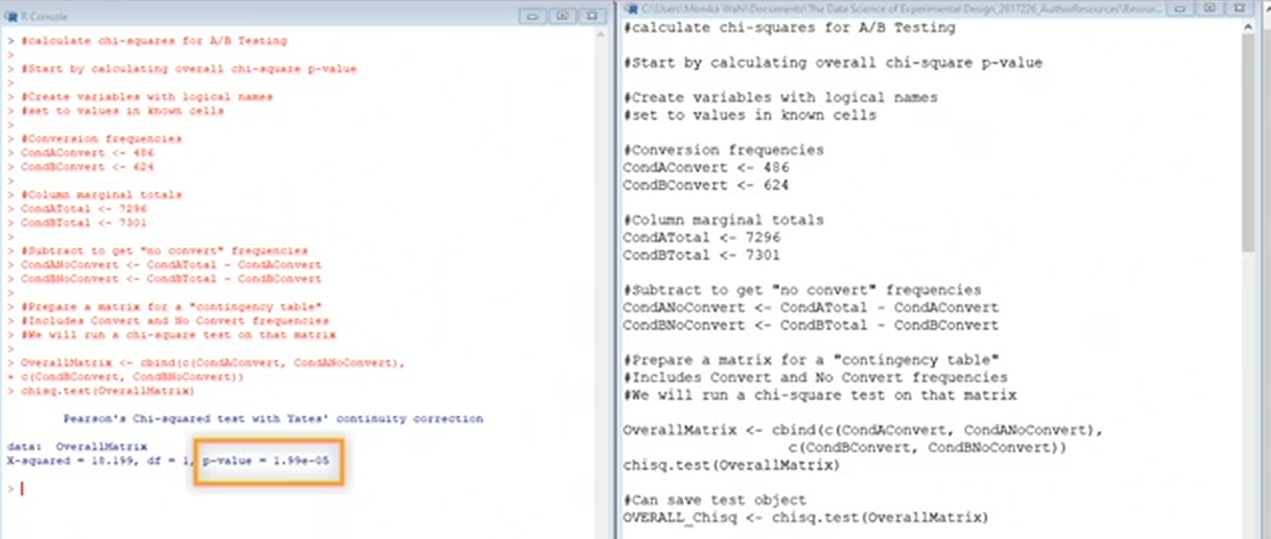 R Console
> #calculate chi-squares for A/B Testing
>
> #Start by calculating overall chi-square p-value
>
> #Create variables with logical names
> #set to values in known cells
>
> #Conversion frequencies
> CondAConvert <- 486
> CondBConvert <- 624
>
> #Column marginal totals
> CondATotal <- 7296
> CondBTotal <- 7301
>
> #Subtract to get "no convert" frequencies
> CondANoConvert <- CondATotal - CondAConvert
> CondBNoConvert <- CondBTotal - CondBConvert
>
> #Prepare a matrix for a "contingency table"
> #Includes Convert and No Convert frequencies
> #We will run a chi-square test on that matrix
>
> OverallMatrix <- cbind(c(CondAConvert, CondANoConvert),
+ c(CondBConvert, CondBNoConvert))
> chisq.test(OverallMatrix)
Pearson's Chi-squared test with Yates' continuity correction
data:  OverallMatrix
X-squared = 18.199, df = 1, p-value = 1.99e-05
>
C:\Users\Monika Wahi\Documents\The Data Science of Experimental Design_2017226_AuthorResources\Resour...
#calculate chi-squares for A/B Testing
#Start by calculating overall chi-square p-value
#Create variables with logical names
#set to values in known cells
#Conversion frequencies
CondAConvert <- 486
CondBConvert <- 624
#Column marginal totals
CondATotal <- 7296
CondBTotal <- 7301
#Subtract to get "no convert" frequencies
CondANoConvert <- CondATotal - CondAConvert
CondBNoConvert <- CondBTotal - CondBConvert
#Prepare a matrix for a "contingency table"
#Includes Convert and No Convert frequencies
#We will run a chi-square test on that matrix
OverallMatrix <- cbind(c(CondAConvert, CondANoConvert),
c(CondBConvert, CondBNoConvert))
chisq.test(OverallMatrix)
#Can save test object
OVERALL_Chisq <- chisq.test(OverallMatrix)